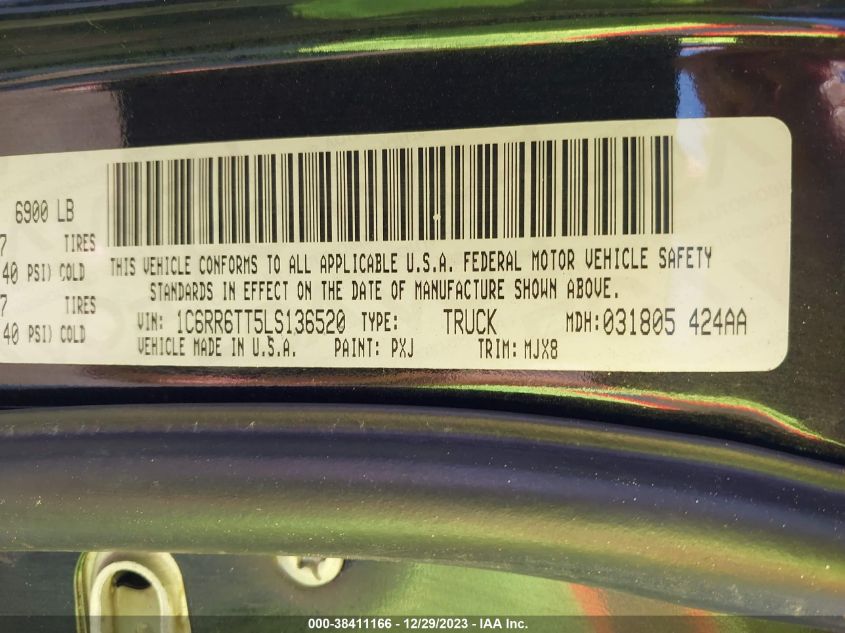 6900 LB
7 TIRES
40 PSI) COLD
7 TIRES
40 PSI) COLD
THIS VEHICLE CONFORMS TO ALL APPLICABLE U.S.A. FEDERAL MOTOR VEHICLE SAFETY
STANDARDS IN EFFECT ON THE DATE OF MANUFACTURE SHOWN ABOVE.
VIN: 1C6RR6TT5LS136520 TYPE: TRUCK MDH: 031805 424AA
VEHICLE MADE IN U.S.A. PAINT: PXJ TRIM: MJX8
000-38411166 - 12/29/2023 - IAA Inc.